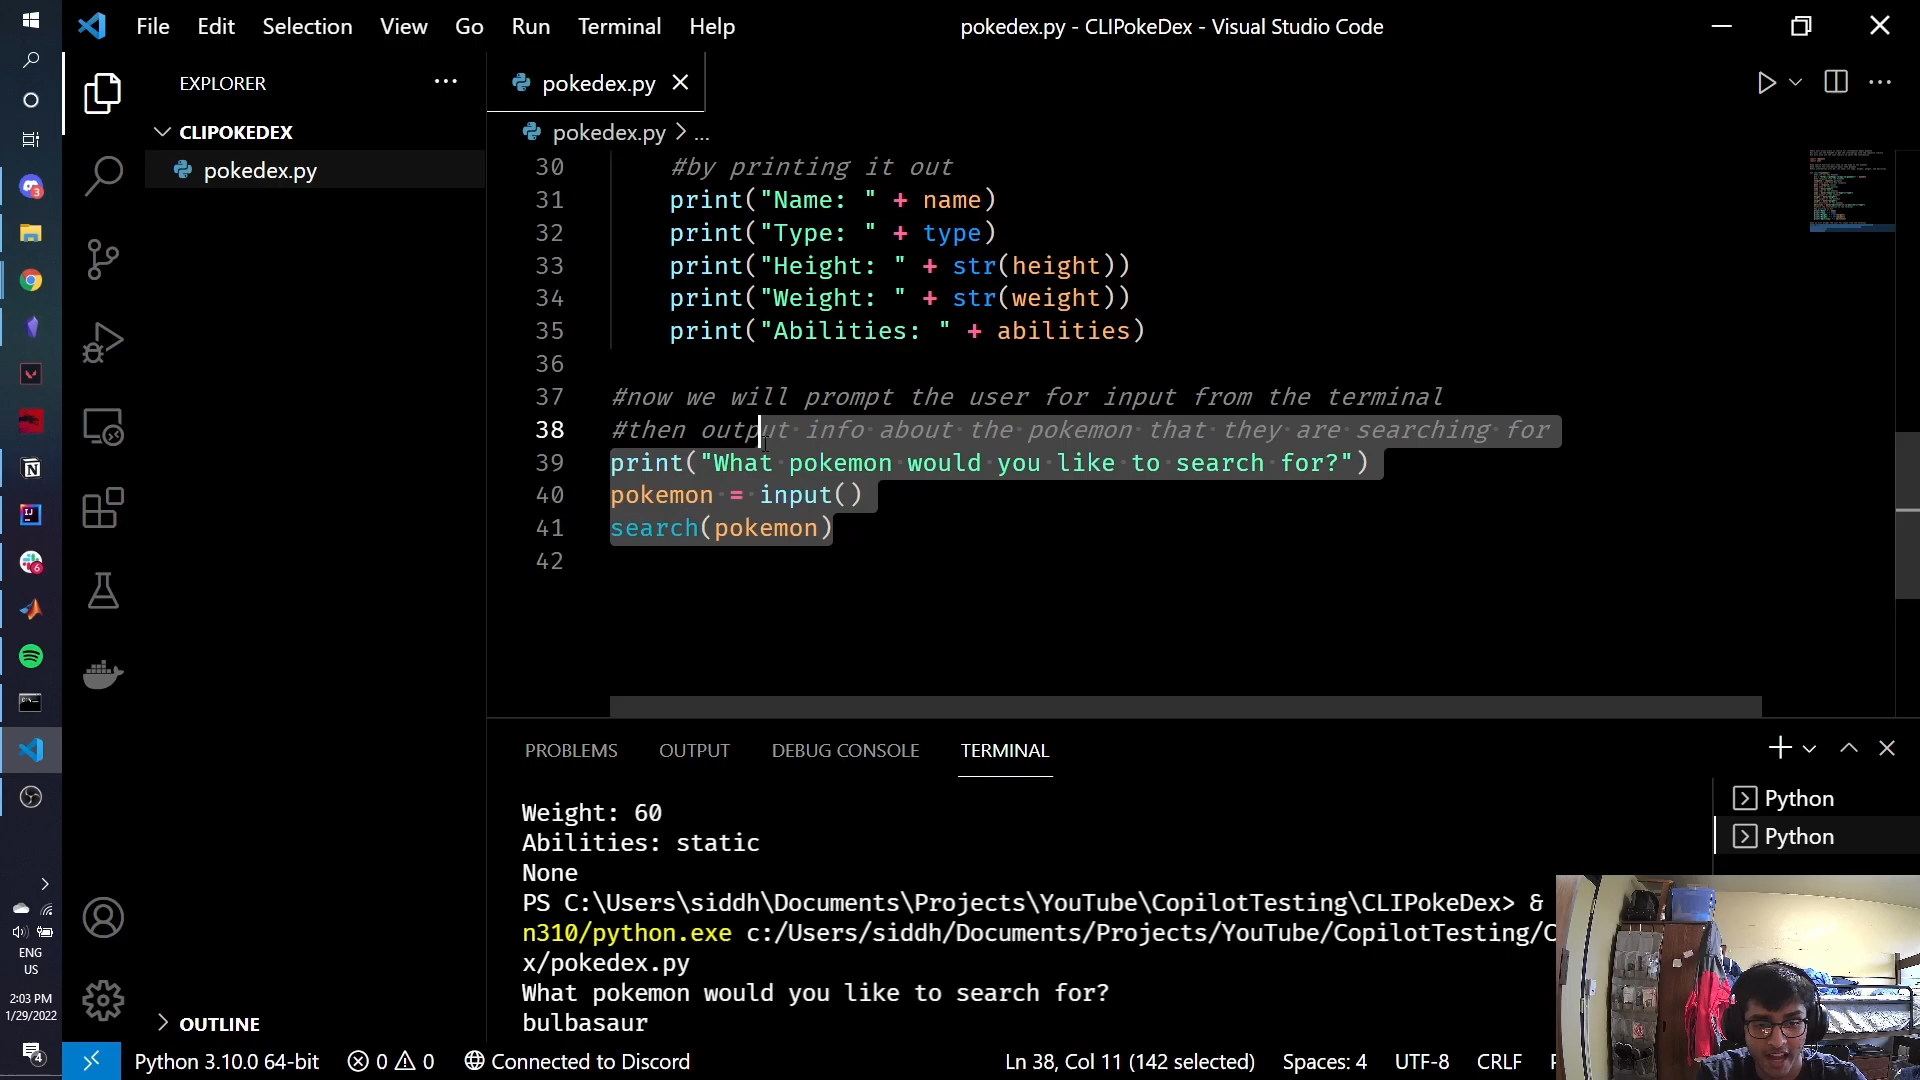 File Edit Selection View Go Run Terminal Help
pokedex.py - CLIPokeDex - Visual Studio Code
EXPLORER
CLIPOKEDEX
pokedex.py
OUTLINE
pokedex.py
pokedex.py > ...
30 #by printing it out
31 print("Name: " + name)
32 print("Type: " + type)
33 print("Height: " + str(height))
34 print("Weight: " + str(weight))
35 print("Abilities: " + abilities)
36
37 #now we will prompt the user for input from the terminal
38 #then output info about the pokemon that they are searching for
39 print("What pokemon would you like to search for?")
40 pokemon = input()
41 search(pokemon)
42
PROBLEMS OUTPUT DEBUG CONSOLE TERMINAL
Weight: 60
Abilities: static
None
PS C:\Users\siddh\Documents\Projects\YouTube\CopilotTesting\CLIPokeDex> &
n310/python.exe c:/Users/siddh/Documents/Projects/YouTube/CopilotTesting/C
x/pokedex.py
What pokemon would you like to search for?
bulbasaur
Python
Python
ENG
US
2:03 PM
1/29/2022
4
Python 3.10.0 64-bit 0 0 Connected to Discord Ln 38, Col 11 (142 selected) Spaces: 4 UTF-8 CRLF